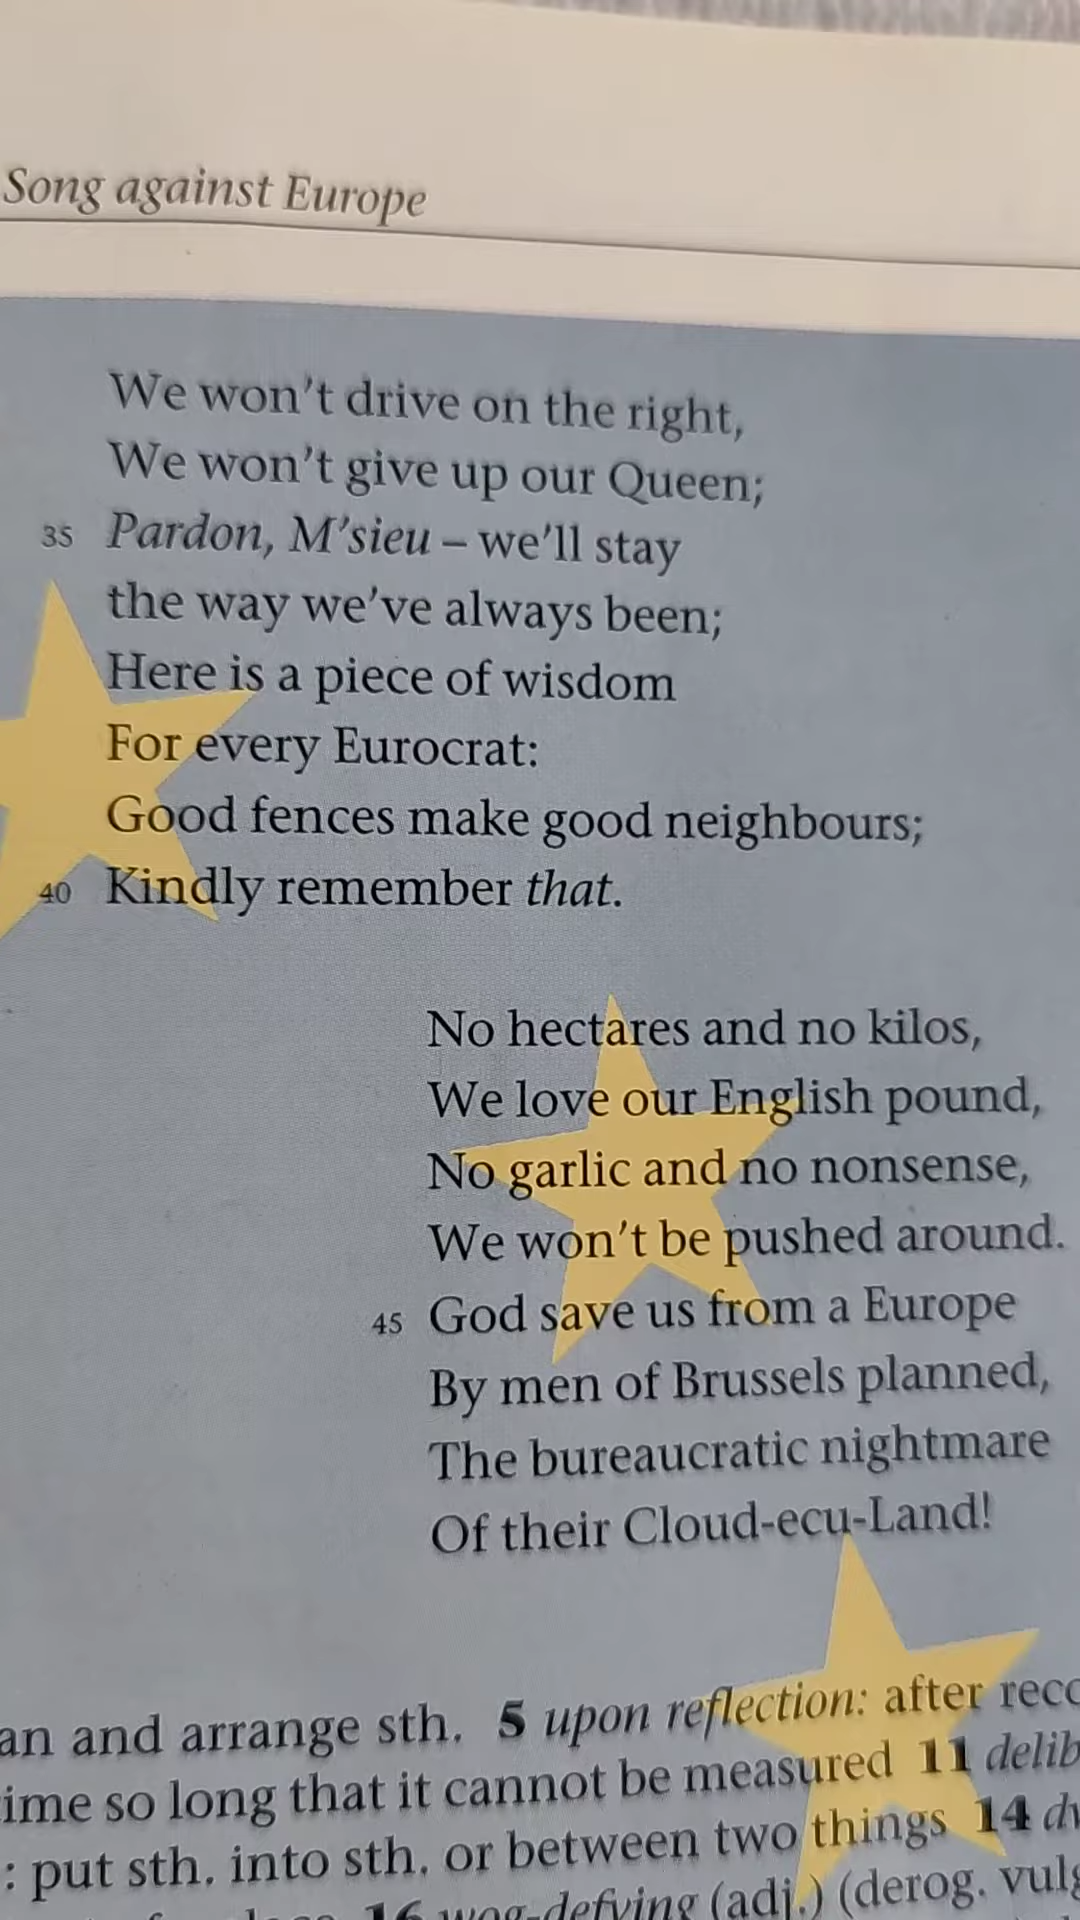 Song against Europe
We won't drive on the right,
We won't give up our Queen;
35 Pardon, M'sieu – we'll stay
the way we've always been;
Here is a piece of wisdom
For every Eurocrat:
Good fences make good neighbours;
40 Kindly remember that.
No hectares and no kilos,
We love our English pound,
No garlic and no nonsense,
We won't be pushed around.
45 God save us from a Europe
By men of Brussels planned,
The bureaucratic nightmare
Of their Cloud-ecu-Land!
and arrange sth. 5 upon reflection: after
so long that it cannot be measured 11
: put sth. into sth. or between two things 14
16 wog-defying (adj.) (derog.